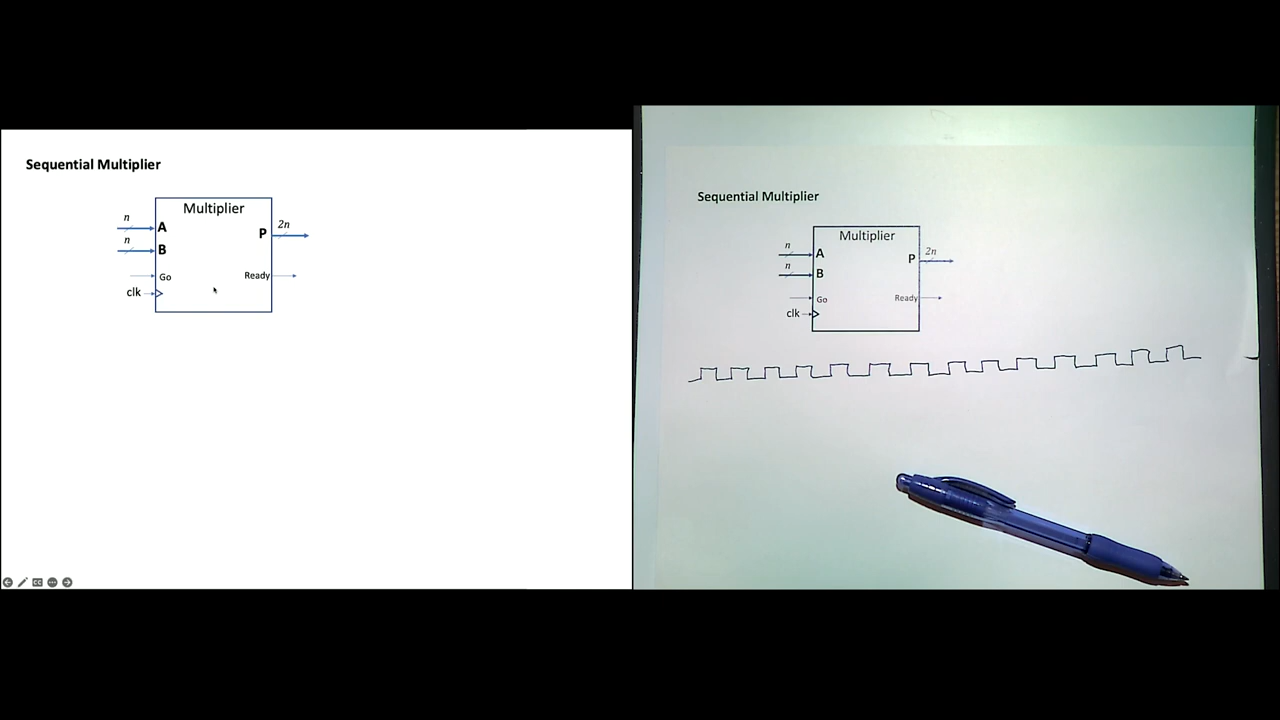 Sequential Multiplier
Multiplier
n
A
2n
P
n
B
Go
Ready
clk
Sequential Multiplier
Multiplier
n
A
2n
P
n
B
Go
Ready
clk